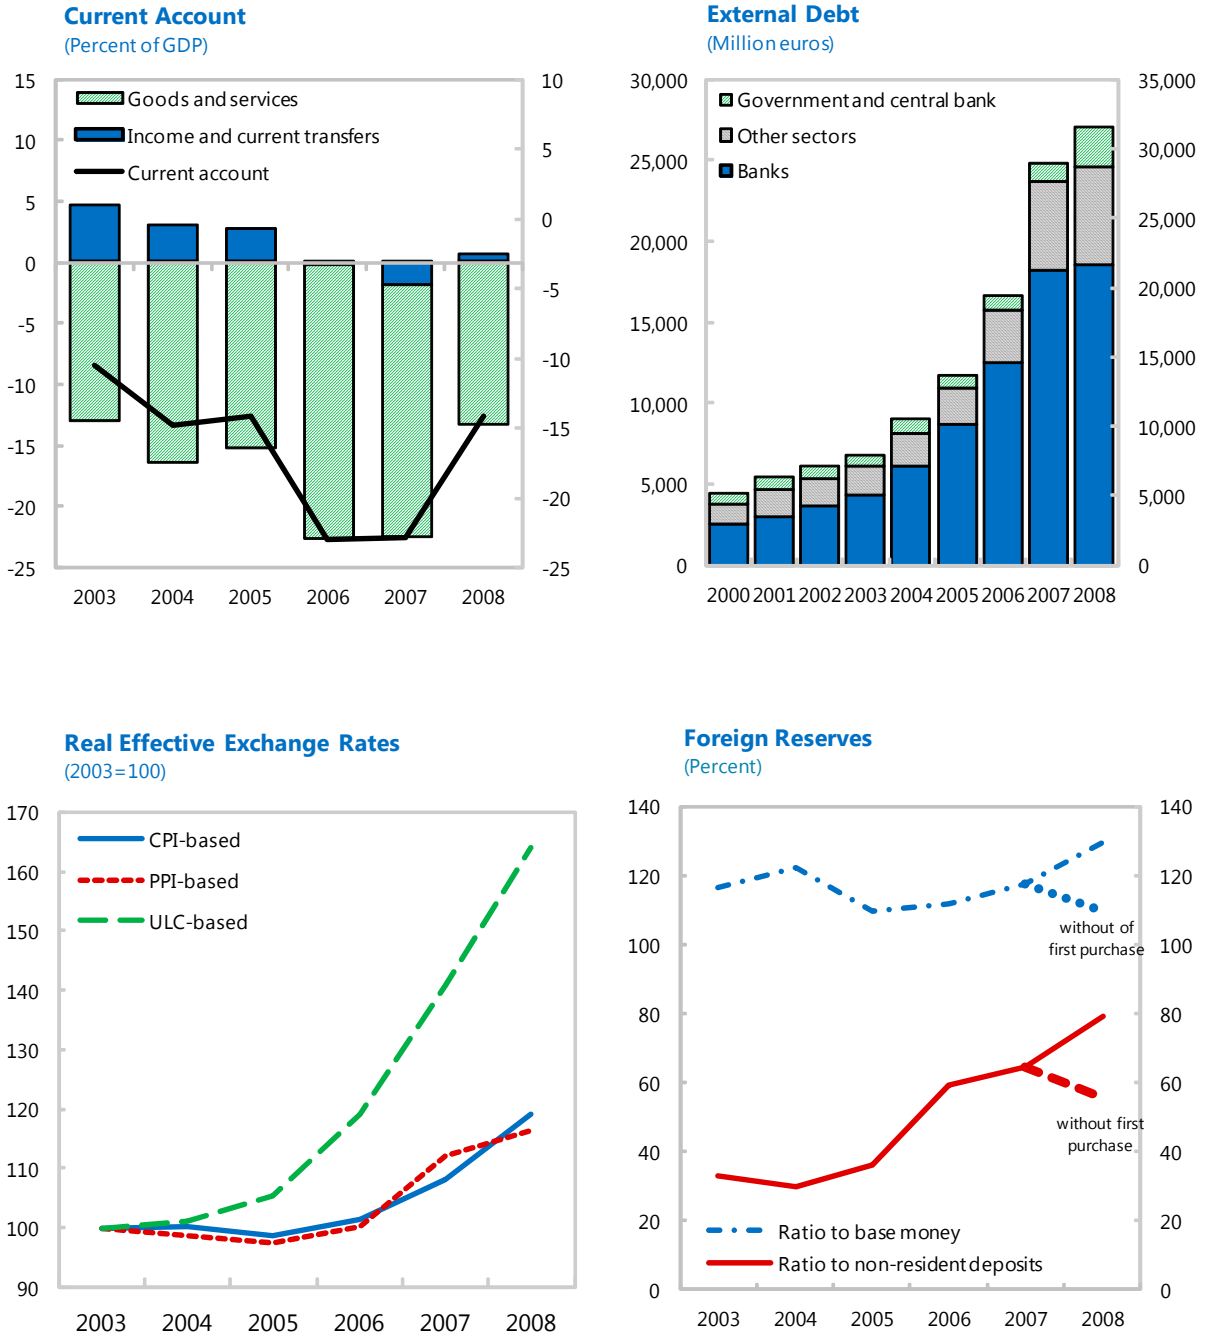 Current Account
(Percent of GDP)
15
10
5
0
-5
-10
-15
-20
-25
10
5
0
-5
-10
-15
-20
-25
Goods and services
Income and current transfers
Current account
2003 2004 2005 2006 2007 2008
External Debt
(Million euros)
30,000
25,000
20,000
15,000
10,000
5,000
0
35,000
30,000
25,000
20,000
15,000
10,000
5,000
0
Government and central bank
Other sectors
Banks
2000 2001 2002 2003 2004 2005 2006 2007 2008
Real Effective Exchange Rates
(2003=100)
170
160
150
140
130
120
110
100
90
CPI-based
PPI-based
ULC-based
2003 2004 2005 2006 2007 2008
Foreign Reserves
(Percent)
140
120
100
80
60
40
20
0
140
120
100
80
60
40
20
0
without of
first purchase
without first
purchase
Ratio to base money
Ratio to non-resident deposits
2003 2004 2005 2006 2007 2008